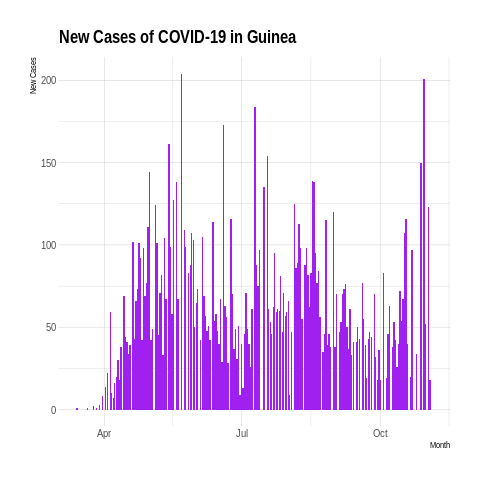 New Cases of COVID-19 in Guinea
New Cases
200
150
100
50
0
Apr
Jul
Oct
Month